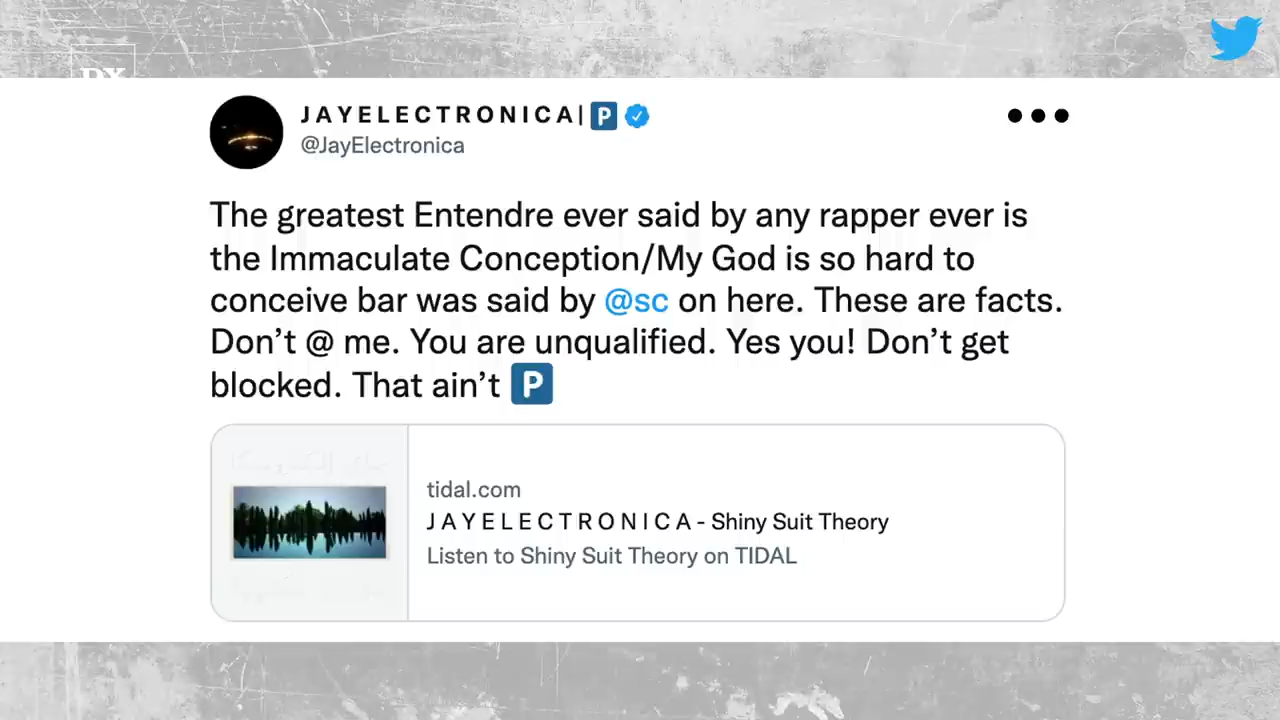 DX
JAYELECTRONICA|🅿️
@JayElectronica
The greatest Entendre ever said by any rapper ever is
the Immaculate Conception/My God is so hard to
conceive bar was said by @sc on here. These are facts.
Don’t @ me. You are unqualified. Yes you! Don’t get
blocked. That ain’t 🅿️
tidal.com
J A Y E L E C T R O N I C A - Shiny Suit Theory
Listen to Shiny Suit Theory on TIDAL